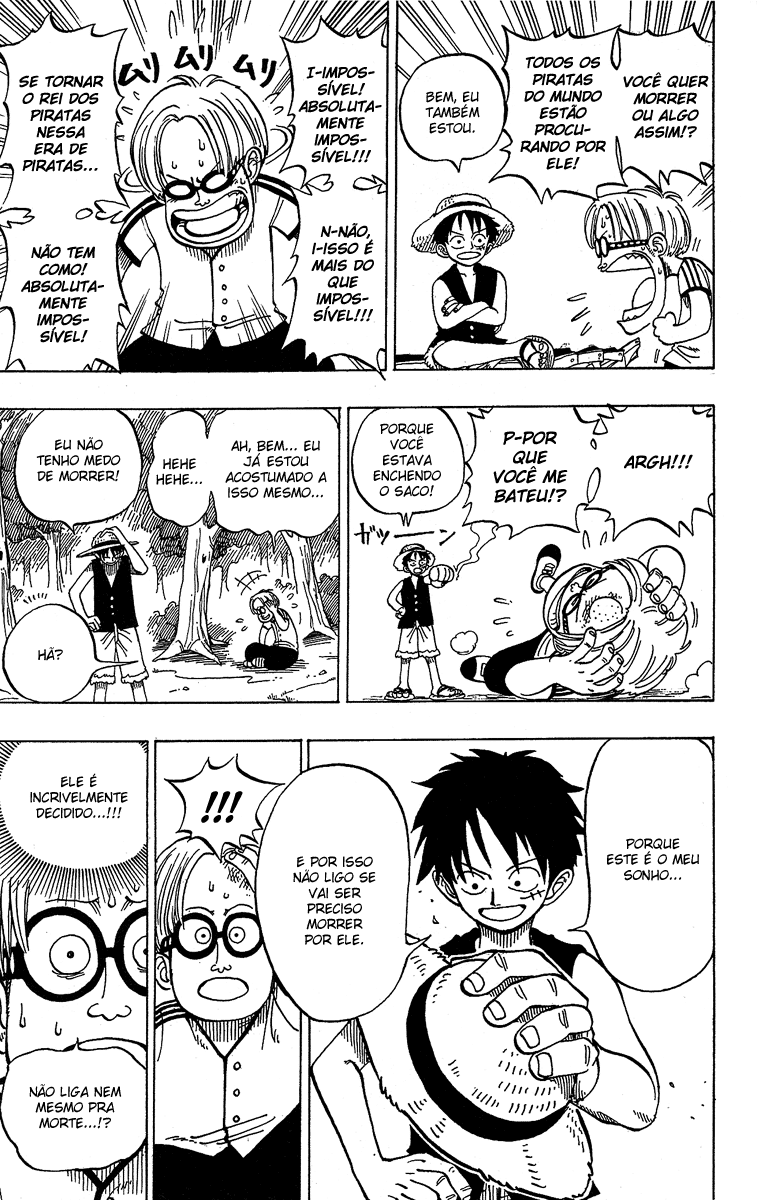 VOCÊ QUER
MORRER
OU ALGO
ASSIM!?
TODOS OS
PIRATAS
DO MUNDO
ESTÃO
PROCU-
RANDO POR
ELE!
BEM, EU
TAMBÉM
ESTOU.
I-IMPOS-
SÍVEL!
ABSOLUTA-
MENTE
IMPOS-
SÍVEL!!!
N-NÃO,
I-ISSO É
MAIS DO
QUE
IMPOS-
SÍVEL!!!
ムリ ムリ ムリ
SE TORNAR
O REI DOS
PIRATAS
NESSA
ERA DE
PIRATAS...
NÃO TEM
COMO!
ABSOLUTA-
MENTE
IMPOS-
SÍVEL!
ARGH!!!
P-POR
QUE
VOCÊ ME
BATEU!?
PORQUE
VOCÊ
ESTAVA
ENCHENDO
O SACO!
ガツーーン
AH, BEM... EU
JÁ ESTOU
ACOSTUMADO A
ISSO MESMO...
HEHE
HEHE...
EU NÃO
TENHO MEDO
DE MORRER!
HÃ?
PORQUE
ESTE É O MEU
SONHO...
E POR ISSO
NÃO LIGO SE
VAI SER
PRECISO
MORRER
POR ELE.
!!!
ELE É
INCRIVELMENTE
DECIDIDO...!!!
NÃO LIGA NEM
MESMO PRA
MORTE...!?